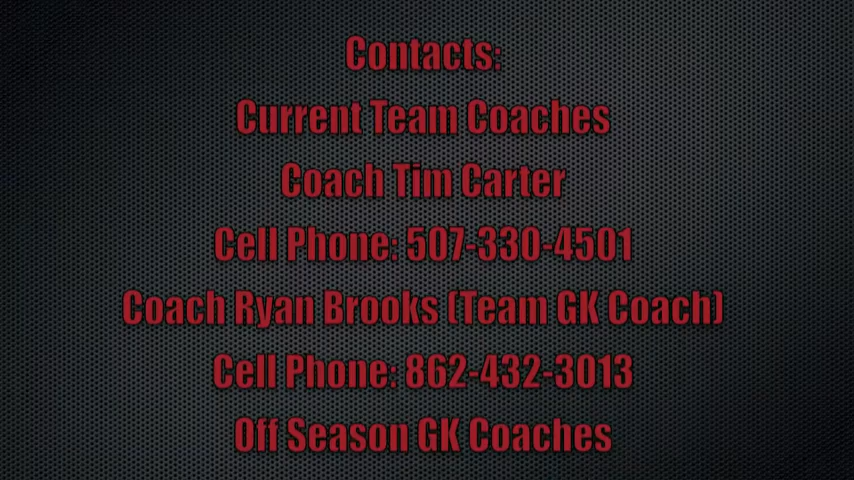 Contacts:
Current Team Coaches
Coach Tim Carter
Cell Phone: 507-330-4501
Coach Ryan Brooks (Team GK Coach)
Cell Phone: 862-432-3013
Off Season GK Coaches